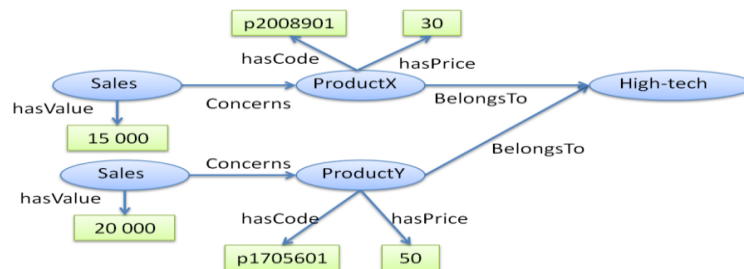 p2008901
30
hasCode
hasPrice
Sales
ProductX
High-tech
hasValue
Concerns
BelongsTo
15 000
Sales
Concerns
ProductY
BelongsTo
hasValue
20 000
hasCode
hasPrice
p1705601
50